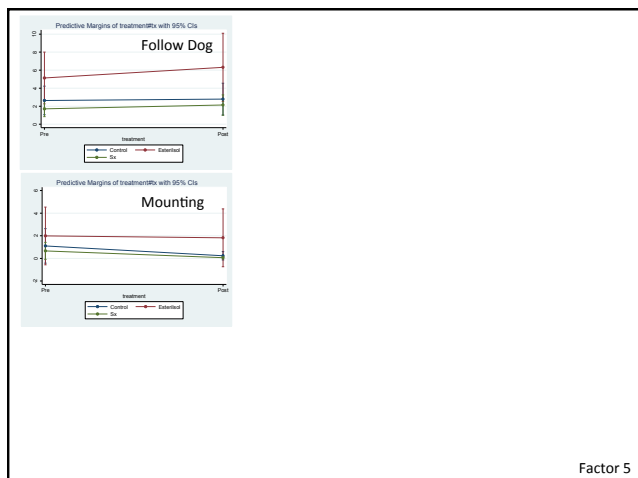 Predictive Margins of treatment#tx with 95% CIs
Follow Dog
10
8
6
4
2
0
Pre
Post
treatment
Control
Esterilsol
Sx
Predictive Margins of treatment#tx with 95% CIs
Mounting
6
4
2
0
-2
Pre
Post
treatment
Control
Esterilsol
Sx
Factor 5